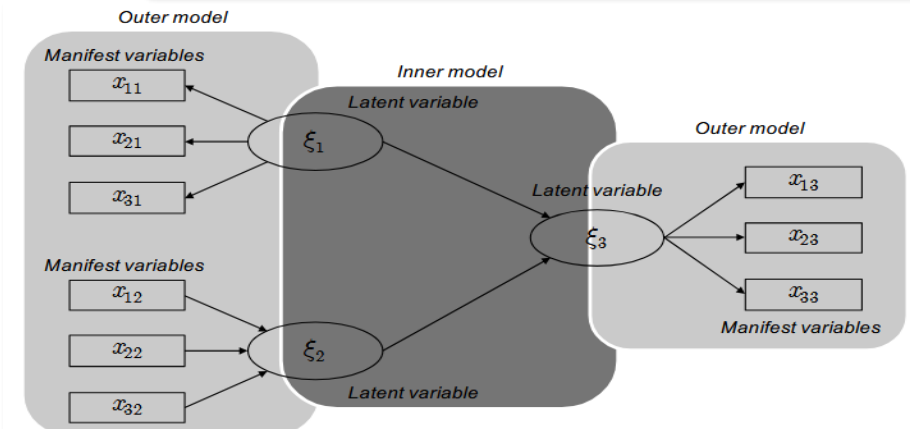 Outer model
Manifest variables
x₁₁
x₂₁
x₃₁
Manifest variables
x₁₂
x₂₂
x₃₂
Inner model
Latent variable
ξ₁
ξ₂
Latent variable
Latent variable
ξ₃
Outer model
x₁₃
x₂₃
x₃₃
Manifest variables